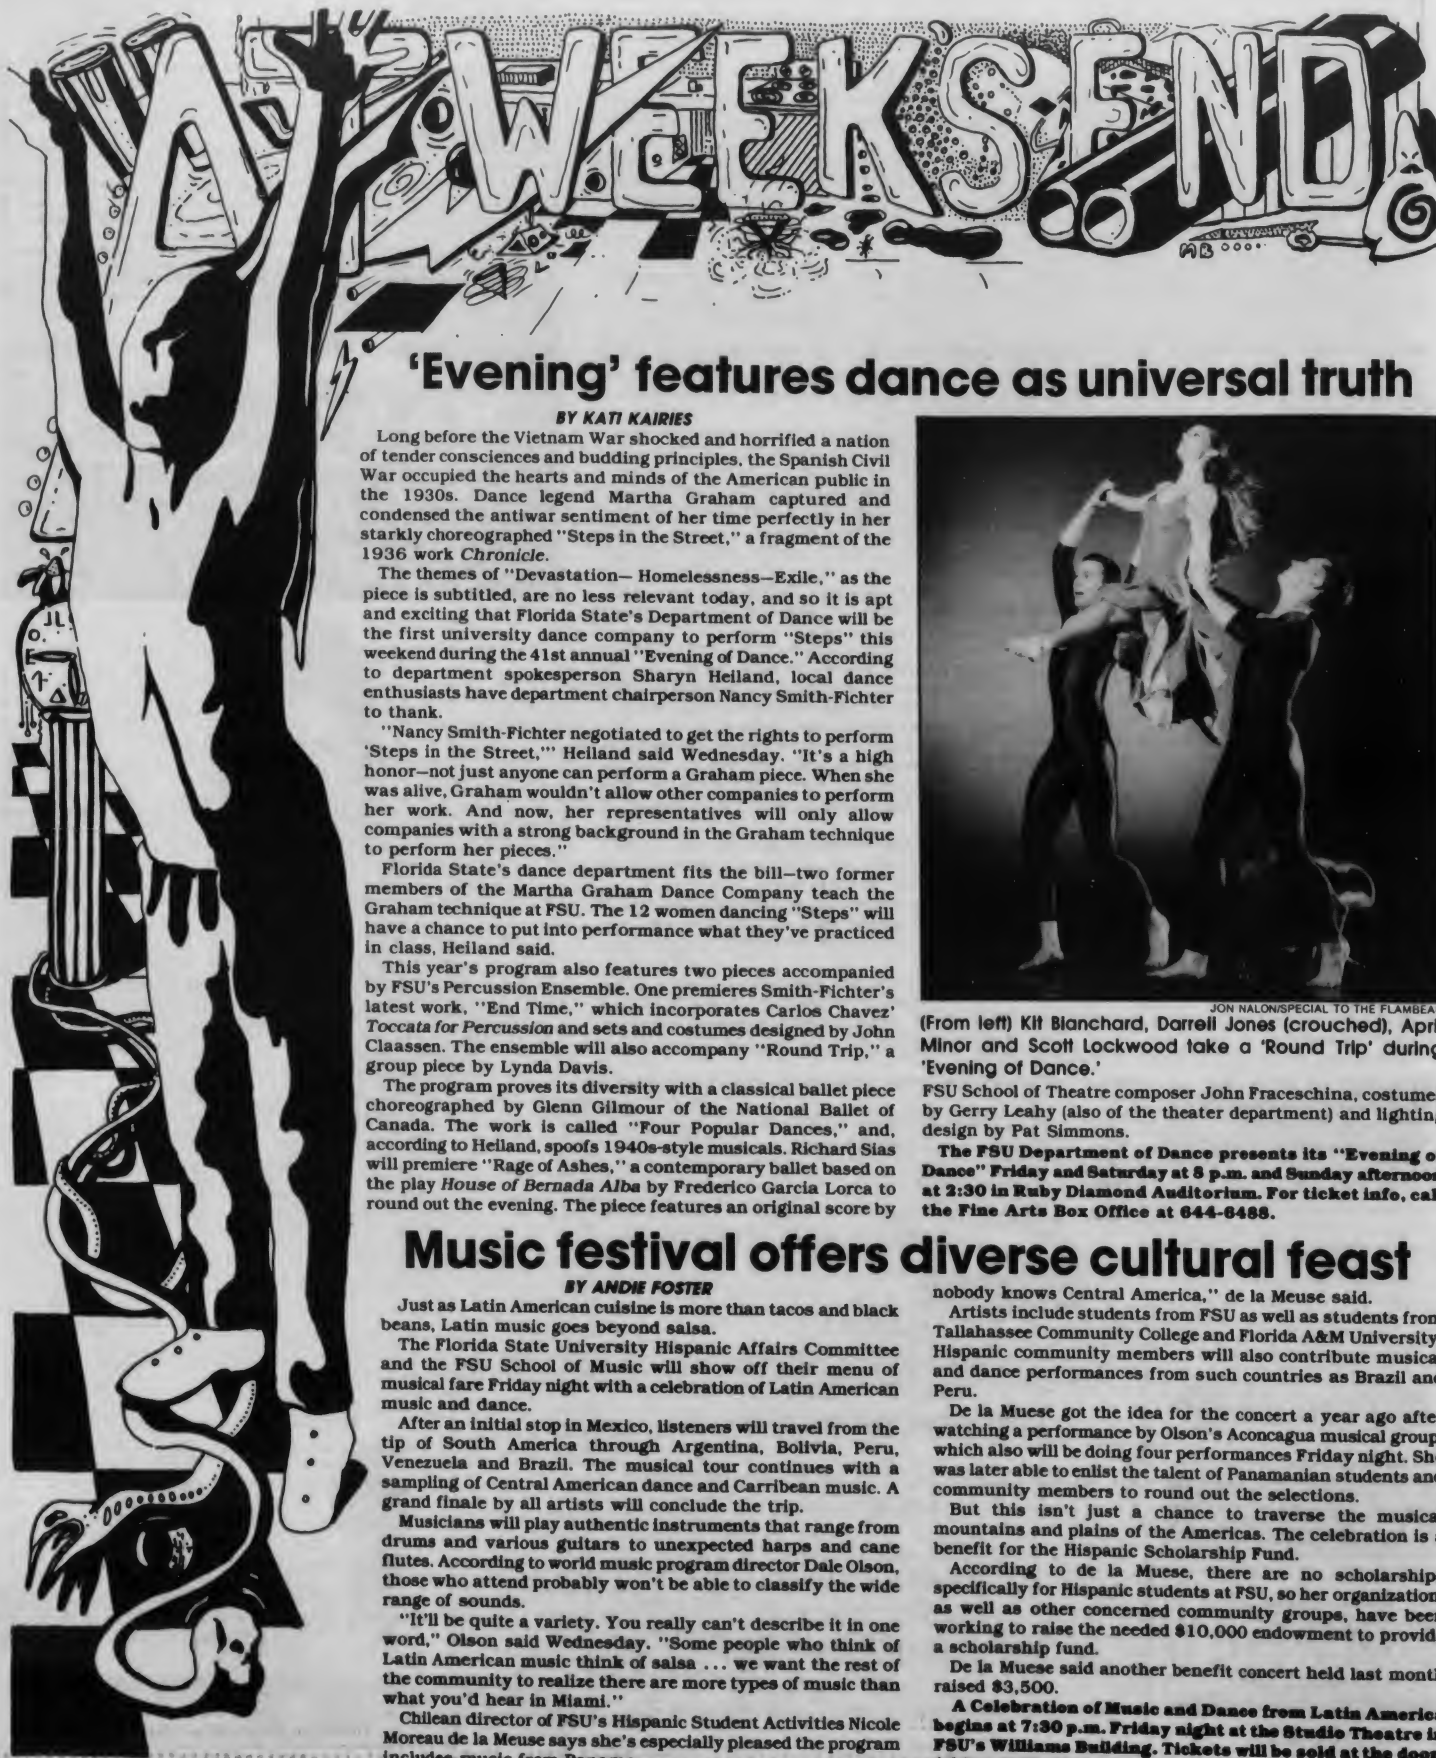 A WEEK'S END
MB
'Evening' features dance as universal truth
BY KATI KAIRIES
Long before the Vietnam War shocked and horrified a nation
of tender consciences and budding principles, the Spanish Civil
War occupied the hearts and minds of the American public in
the 1930s. Dance legend Martha Graham captured and
condensed the antiwar sentiment of her time perfectly in her
starkly choreographed "Steps in the Street," a fragment of the
1936 work Chronicle.
The themes of "Devastation— Homelessness—Exile," as the
piece is subtitled, are no less relevant today, and so it is apt
and exciting that Florida State's Department of Dance will be
the first university dance company to perform "Steps" this
weekend during the 41st annual "Evening of Dance." According
to department spokesperson Sharyn Heiland, local dance
enthusiasts have department chairperson Nancy Smith-Fichter
to thank.
"Nancy Smith-Fichter negotiated to get the rights to perform
'Steps in the Street,'" Heiland said Wednesday. "It's a high
honor—not just anyone can perform a Graham piece. When she
was alive, Graham wouldn't allow other companies to perform
her work. And now, her representatives will only allow
companies with a strong background in the Graham technique
to perform her pieces."
Florida State's dance department fits the bill—two former
members of the Martha Graham Dance Company teach the
Graham technique at FSU. The 12 women dancing "Steps" will
have a chance to put into performance what they've practiced
in class, Heiland said.
This year's program also features two pieces accompanied
by FSU's Percussion Ensemble. One premieres Smith-Fichter's
latest work, "End Time," which incorporates Carlos Chavez'
Toccata for Percussion and sets and costumes designed by John
Claassen. The ensemble will also accompany "Round Trip," a
group piece by Lynda Davis.
The program proves its diversity with a classical ballet piece
choreographed by Glenn Gilmour of the National Ballet of
Canada. The work is called "Four Popular Dances," and,
according to Heiland, spoofs 1940s-style musicals. Richard Sias
will premiere "Rage of Ashes," a contemporary ballet based on
the play House of Bernada Alba by Frederico Garcia Lorca to
round out the evening. The piece features an original score by
JON NALON/SPECIAL TO THE FLAMBEA
(From left) Kit Blanchard, Darrell Jones (crouched), Apri
Minor and Scott Lockwood take a 'Round Trip' during
'Evening of Dance.'
FSU School of Theatre composer John Fraceschina, costume
by Gerry Leahy (also of the theater department) and lightin
design by Pat Simmons.
The FSU Department of Dance presents its "Evening o
Dance" Friday and Saturday at 8 p.m. and Sunday afternoon
at 2:30 in Ruby Diamond Auditorium. For ticket info, cal
the Fine Arts Box Office at 644-6488.
Music festival offers diverse cultural feast
BY ANDIE FOSTER
Just as Latin American cuisine is more than tacos and black
beans, Latin music goes beyond salsa.
The Florida State University Hispanic Affairs Committee
and the FSU School of Music will show off their menu of
musical fare Friday night with a celebration of Latin American
music and dance.
After an initial stop in Mexico, listeners will travel from the
tip of South America through Argentina, Bolivia, Peru,
Venezuela and Brazil. The musical tour continues with a
sampling of Central American dance and Carribean music. A
grand finale by all artists will conclude the trip.
Musicians will play authentic instruments that range from
drums and various guitars to unexpected harps and cane
flutes. According to world music program director Dale Olson,
those who attend probably won't be able to classify the wide
range of sounds.
"It'll be quite a variety. You really can't describe it in one
word," Olson said Wednesday. "Some people who think of
Latin American music think of salsa ... we want the rest of
the community to realize there are more types of music than
what you'd hear in Miami."
Chilean director of FSU's Hispanic Student Activities Nicole
Moreau de la Meuse says she's especially pleased the program
includes music from
nobody knows Central America," de la Meuse said.
Artists include students from FSU as well as students from
Tallahassee Community College and Florida A&M University
Hispanic community members will also contribute musica
and dance performances from such countries as Brazil and
Peru.
De la Muese got the idea for the concert a year ago afte
watching a performance by Olson's Aconcagua musical group
which also will be doing four performances Friday night. Sh
was later able to enlist the talent of Panamanian students and
community members to round out the selections.
But this isn't just a chance to traverse the musica
mountains and plains of the Americas. The celebration is
benefit for the Hispanic Scholarship Fund.
According to de la Muese, there are no scholarship
specifically for Hispanic students at FSU, so her organization
as well as other concerned community groups, have been
working to raise the needed $10,000 endowment to provid
a scholarship fund.
De la Muese said another benefit concert held last month
raised $3,500.
A Celebration of Music and Dance from Latin America
begins at 7:30 p.m. Friday night at the Studio Theatre in
FSU's Williams Building. Tickets will be sold at the door